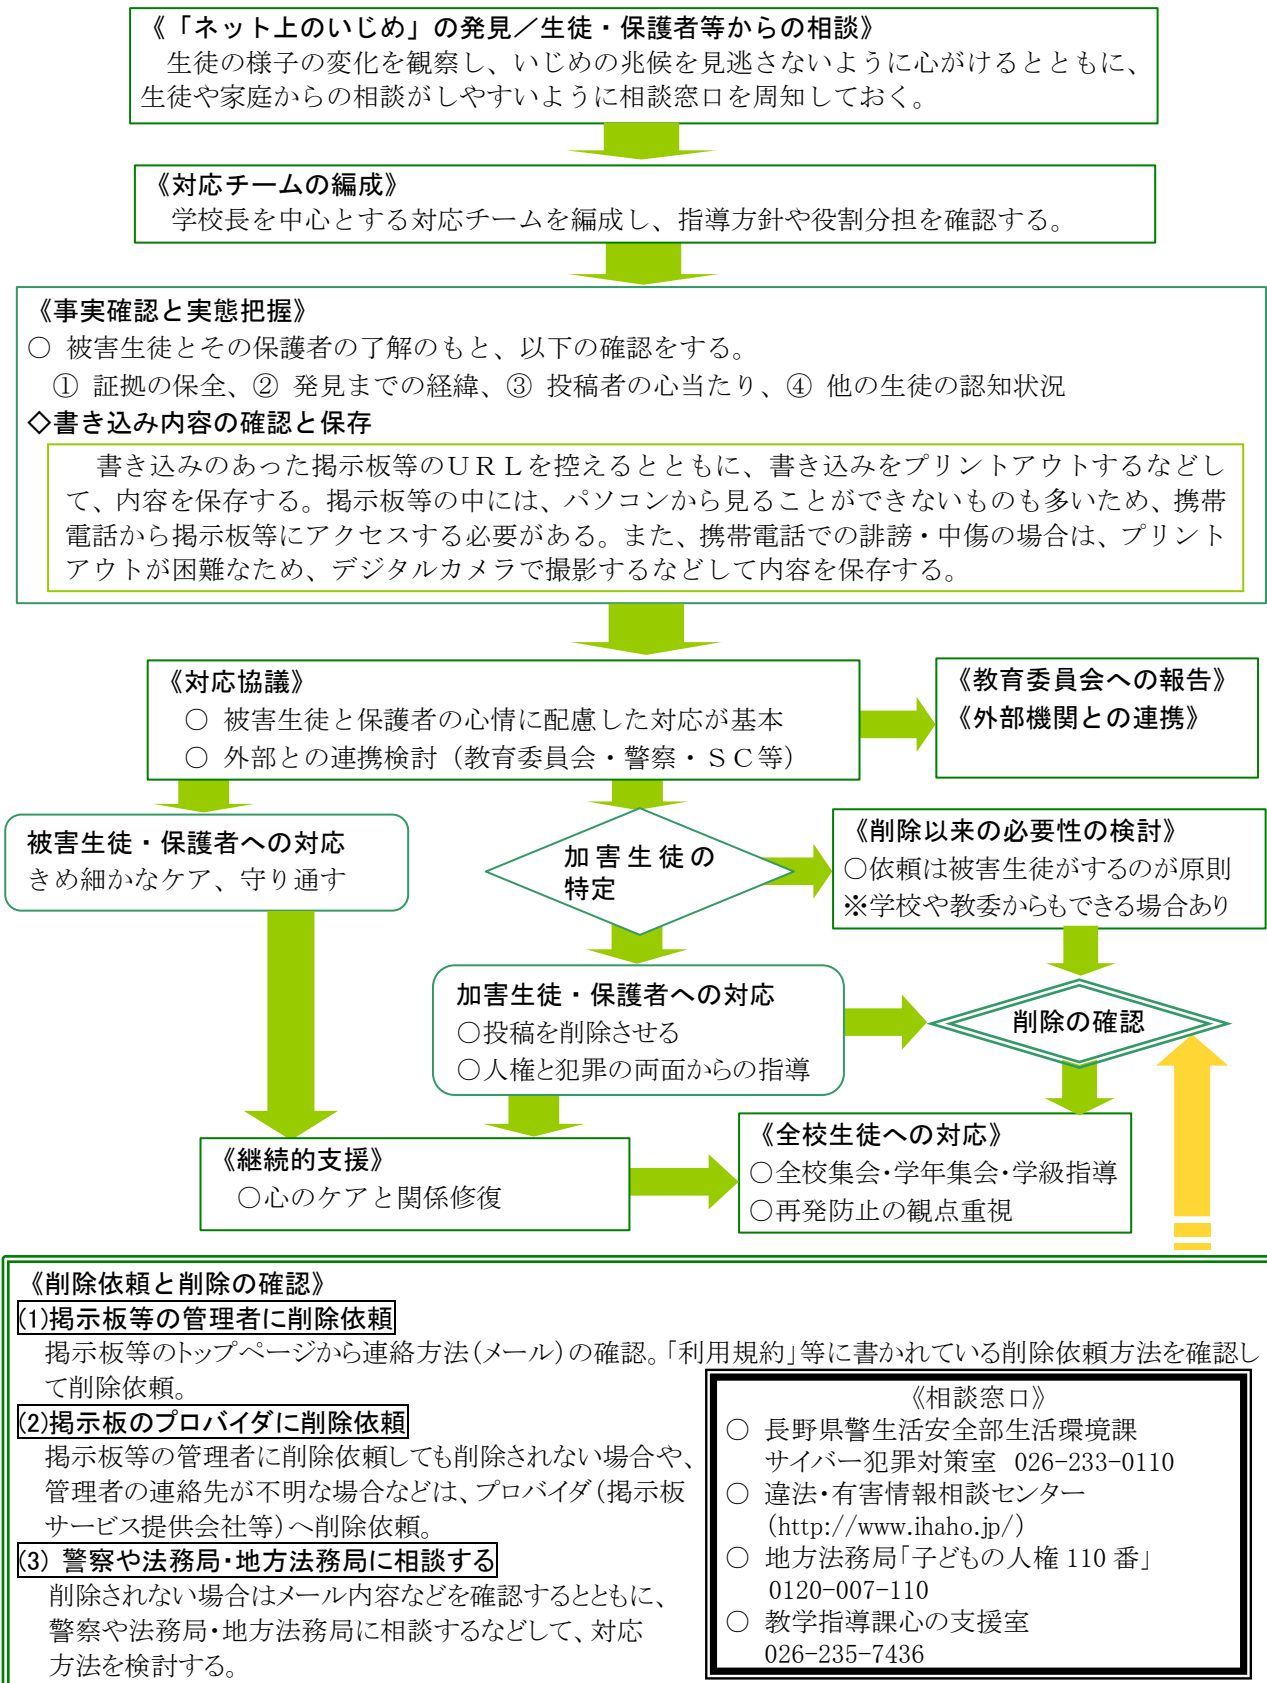 《「ネット上のいじめ」の発見／生徒・保護者等からの相談》
生徒の様子の変化を観察し、いじめの兆候を見逃さないように心がけるとともに、
生徒や家庭からの相談がしやすいように相談窓口を周知しておく。
《対応チームの編成》
学校長を中心とする対応チームを編成し、指導方針や役割分担を確認する。
《事実確認と実態把握》
○ 被害生徒とその保護者の了解のもと、以下の確認をする。
① 証拠の保全、② 発見までの経緯、③ 投稿者の心当たり、④ 他の生徒の認知状況
◇書き込み内容の確認と保存
書き込みのあった掲示板等のＵＲＬを控えるとともに、書き込みをプリントアウトするなどし
て、内容を保存する。掲示板等の中には、パソコンから見ることができないものも多いため、携帯
電話から掲示板等にアクセスする必要がある。また、携帯電話での誹謗・中傷の場合は、プリント
アウトが困難なため、デジタルカメラで撮影するなどして内容を保存する。
《対応協議》
○ 被害生徒と保護者の心情に配慮した対応が基本
○ 外部との連携検討（教育委員会・警察・ＳＣ等）
《教育委員会への報告》
《外部機関との連携》
被害生徒・保護者への対応
きめ細かなケア、守り通す
加害生徒の
特定
《削除以来の必要性の検討》
○依頼は被害生徒がするのが原則
※学校や教委からもできる場合あり
加害生徒・保護者への対応
○投稿を削除させる
○人権と犯罪の両面からの指導
削除の確認
《継続的支援》
○心のケアと関係修復
《全校生徒への対応》
○全校集会・学年集会・学級指導
○再発防止の観点重視
《削除依頼と削除の確認》
(1)掲示板等の管理者に削除依頼
掲示板等のトップページから連絡方法（メール）の確認。「利用規約」等に書かれている削除依頼方法を確認し
て削除依頼。
(2)掲示板のプロバイダに削除依頼
掲示板等の管理者に削除依頼しても削除されない場合や、
管理者の連絡先が不明な場合などは、プロバイダ（掲示板
サービス提供会社等）へ削除依頼。
(3) 警察や法務局・地方法務局に相談する
削除されない場合はメール内容などを確認するとともに、
警察や法務局・地方法務局に相談するなどして、対応
方法を検討する。
《相談窓口》
○ 長野県警生活安全部生活環境課
サイバー犯罪対策室 026-233-0110
○ 違法・有害情報相談センター
（http://www.ihaho.jp/）
○ 地方法務局「子どもの人権 110 番」
0120-007-110
○ 教学指導課心の支援室
026-235-7436